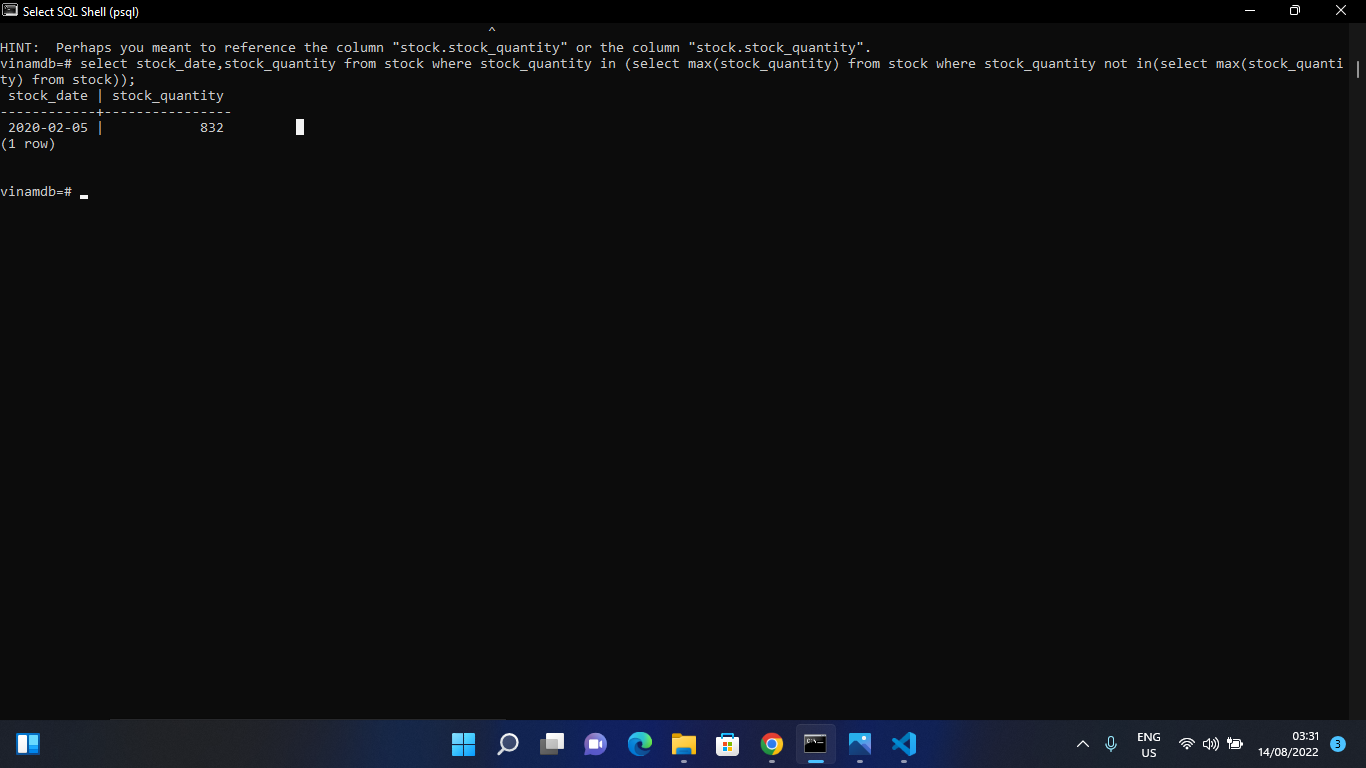 Select SQL Shell (psql)
^
HINT:  Perhaps you meant to reference the column "stock.stock_quantity" or the column "stock.stock_quantity".
vinamdb=# select stock_date,stock_quantity from stock where stock_quantity in (select max(stock_quantity) from stock where stock_quantity not in(select max(stock_quanti
ty) from stock));
 stock_date | stock_quantity
------------+----------------
 2020-02-05 |            832
(1 row)
vinamdb=#
ENG
US
03:31
14/08/2022
3